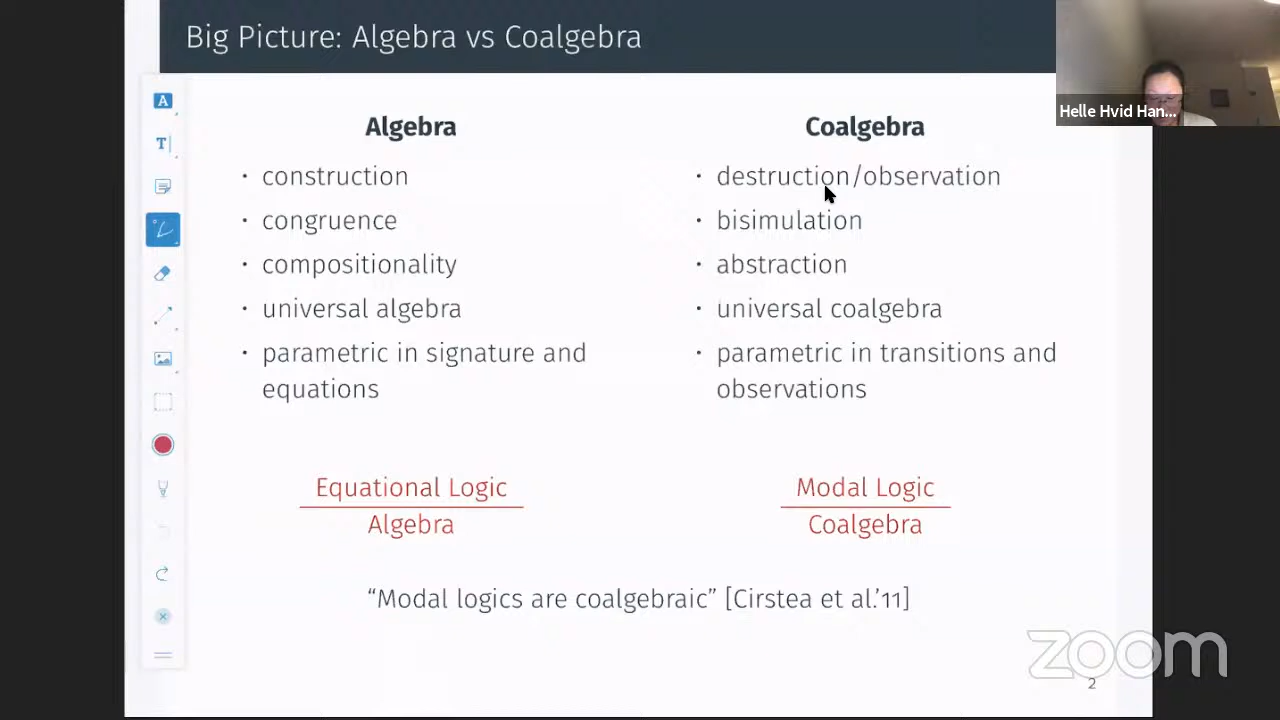 Big Picture: Algebra vs Coalgebra
Helle Hvid Han...
A
T
Algebra
· construction
· congruence
· compositionality
· universal algebra
· parametric in signature and
equations
Coalgebra
· destruction/observation
· bisimulation
· abstraction
· universal coalgebra
· parametric in transitions and
observations
Equational Logic
Algebra
Modal Logic
Coalgebra
“Modal logics are coalgebraic” [Cirstea et al.’11]
zoom
2